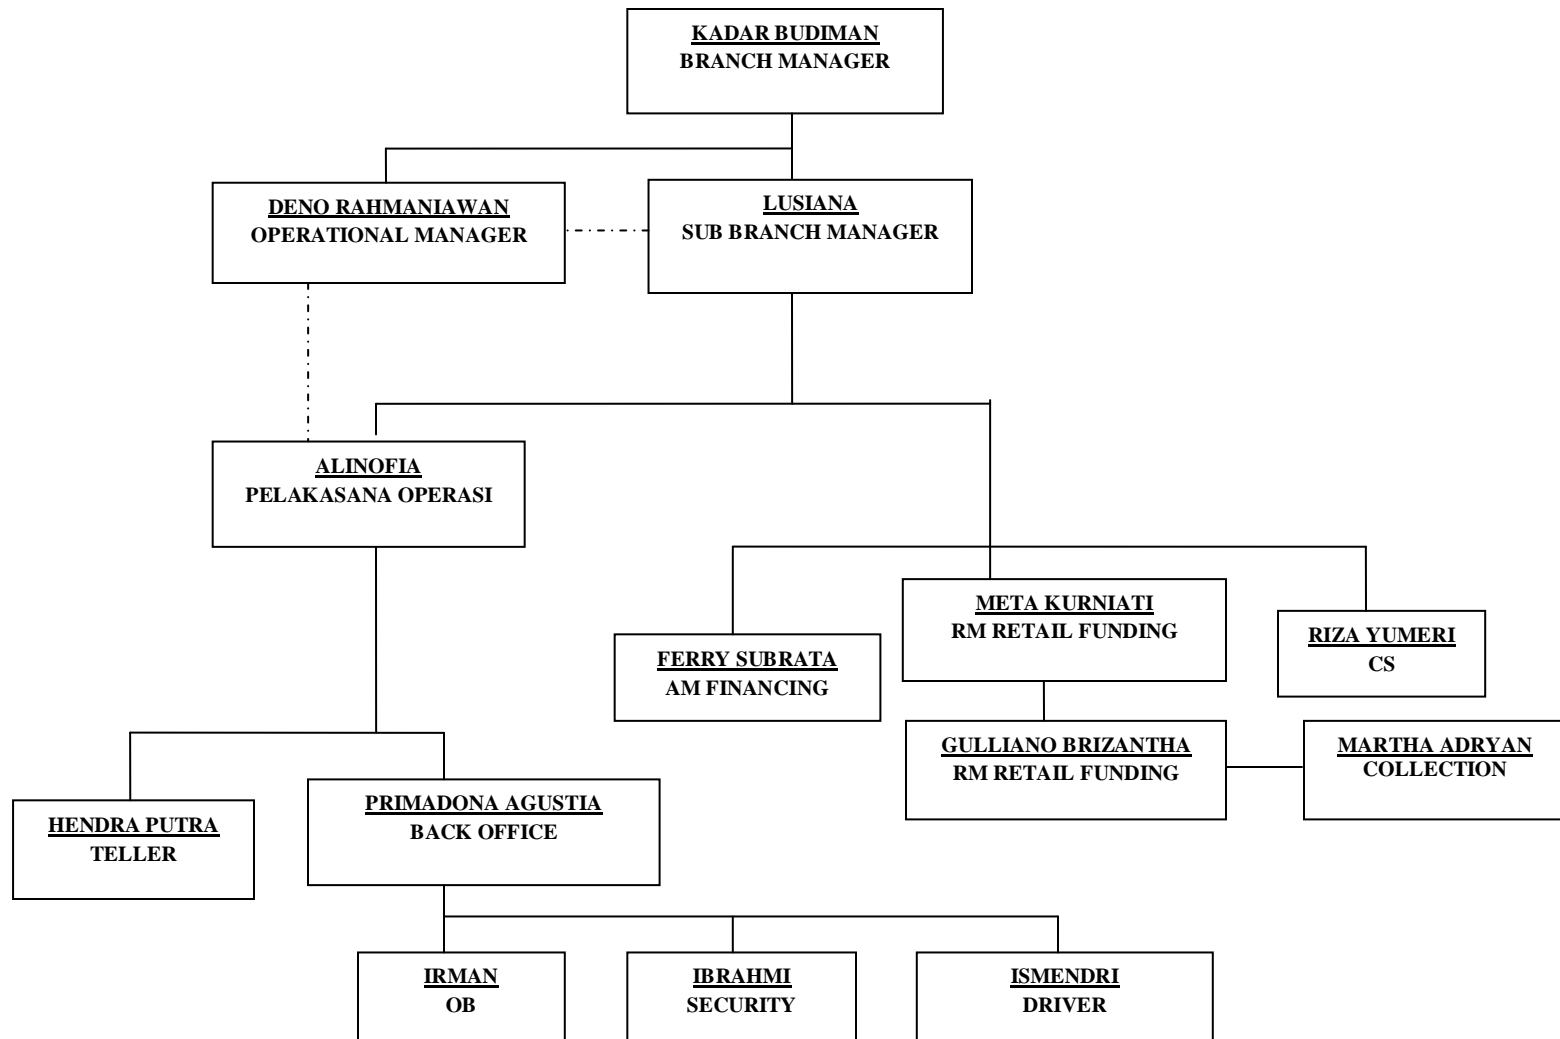 KADAR BUDIMAN
BRANCH MANAGER
DENO RAHMANIAWAN
OPERATIONAL MANAGER
LUSIANA
SUB BRANCH MANAGER
ALINOFIA
PELAKASANA OPERASI
FERRY SUBRATA
AM FINANCING
META KURNIATI
RM RETAIL FUNDING
RIZA YUMERI
CS
GULLIANO BRIZANTHA
RM RETAIL FUNDING
MARTHA ADRYAN
COLLECTION
HENDRA PUTRA
TELLER
PRIMADONA AGUSTIA
BACK OFFICE
IRMAN
OB
IBRAHMI
SECURITY
ISMENDRI
DRIVER